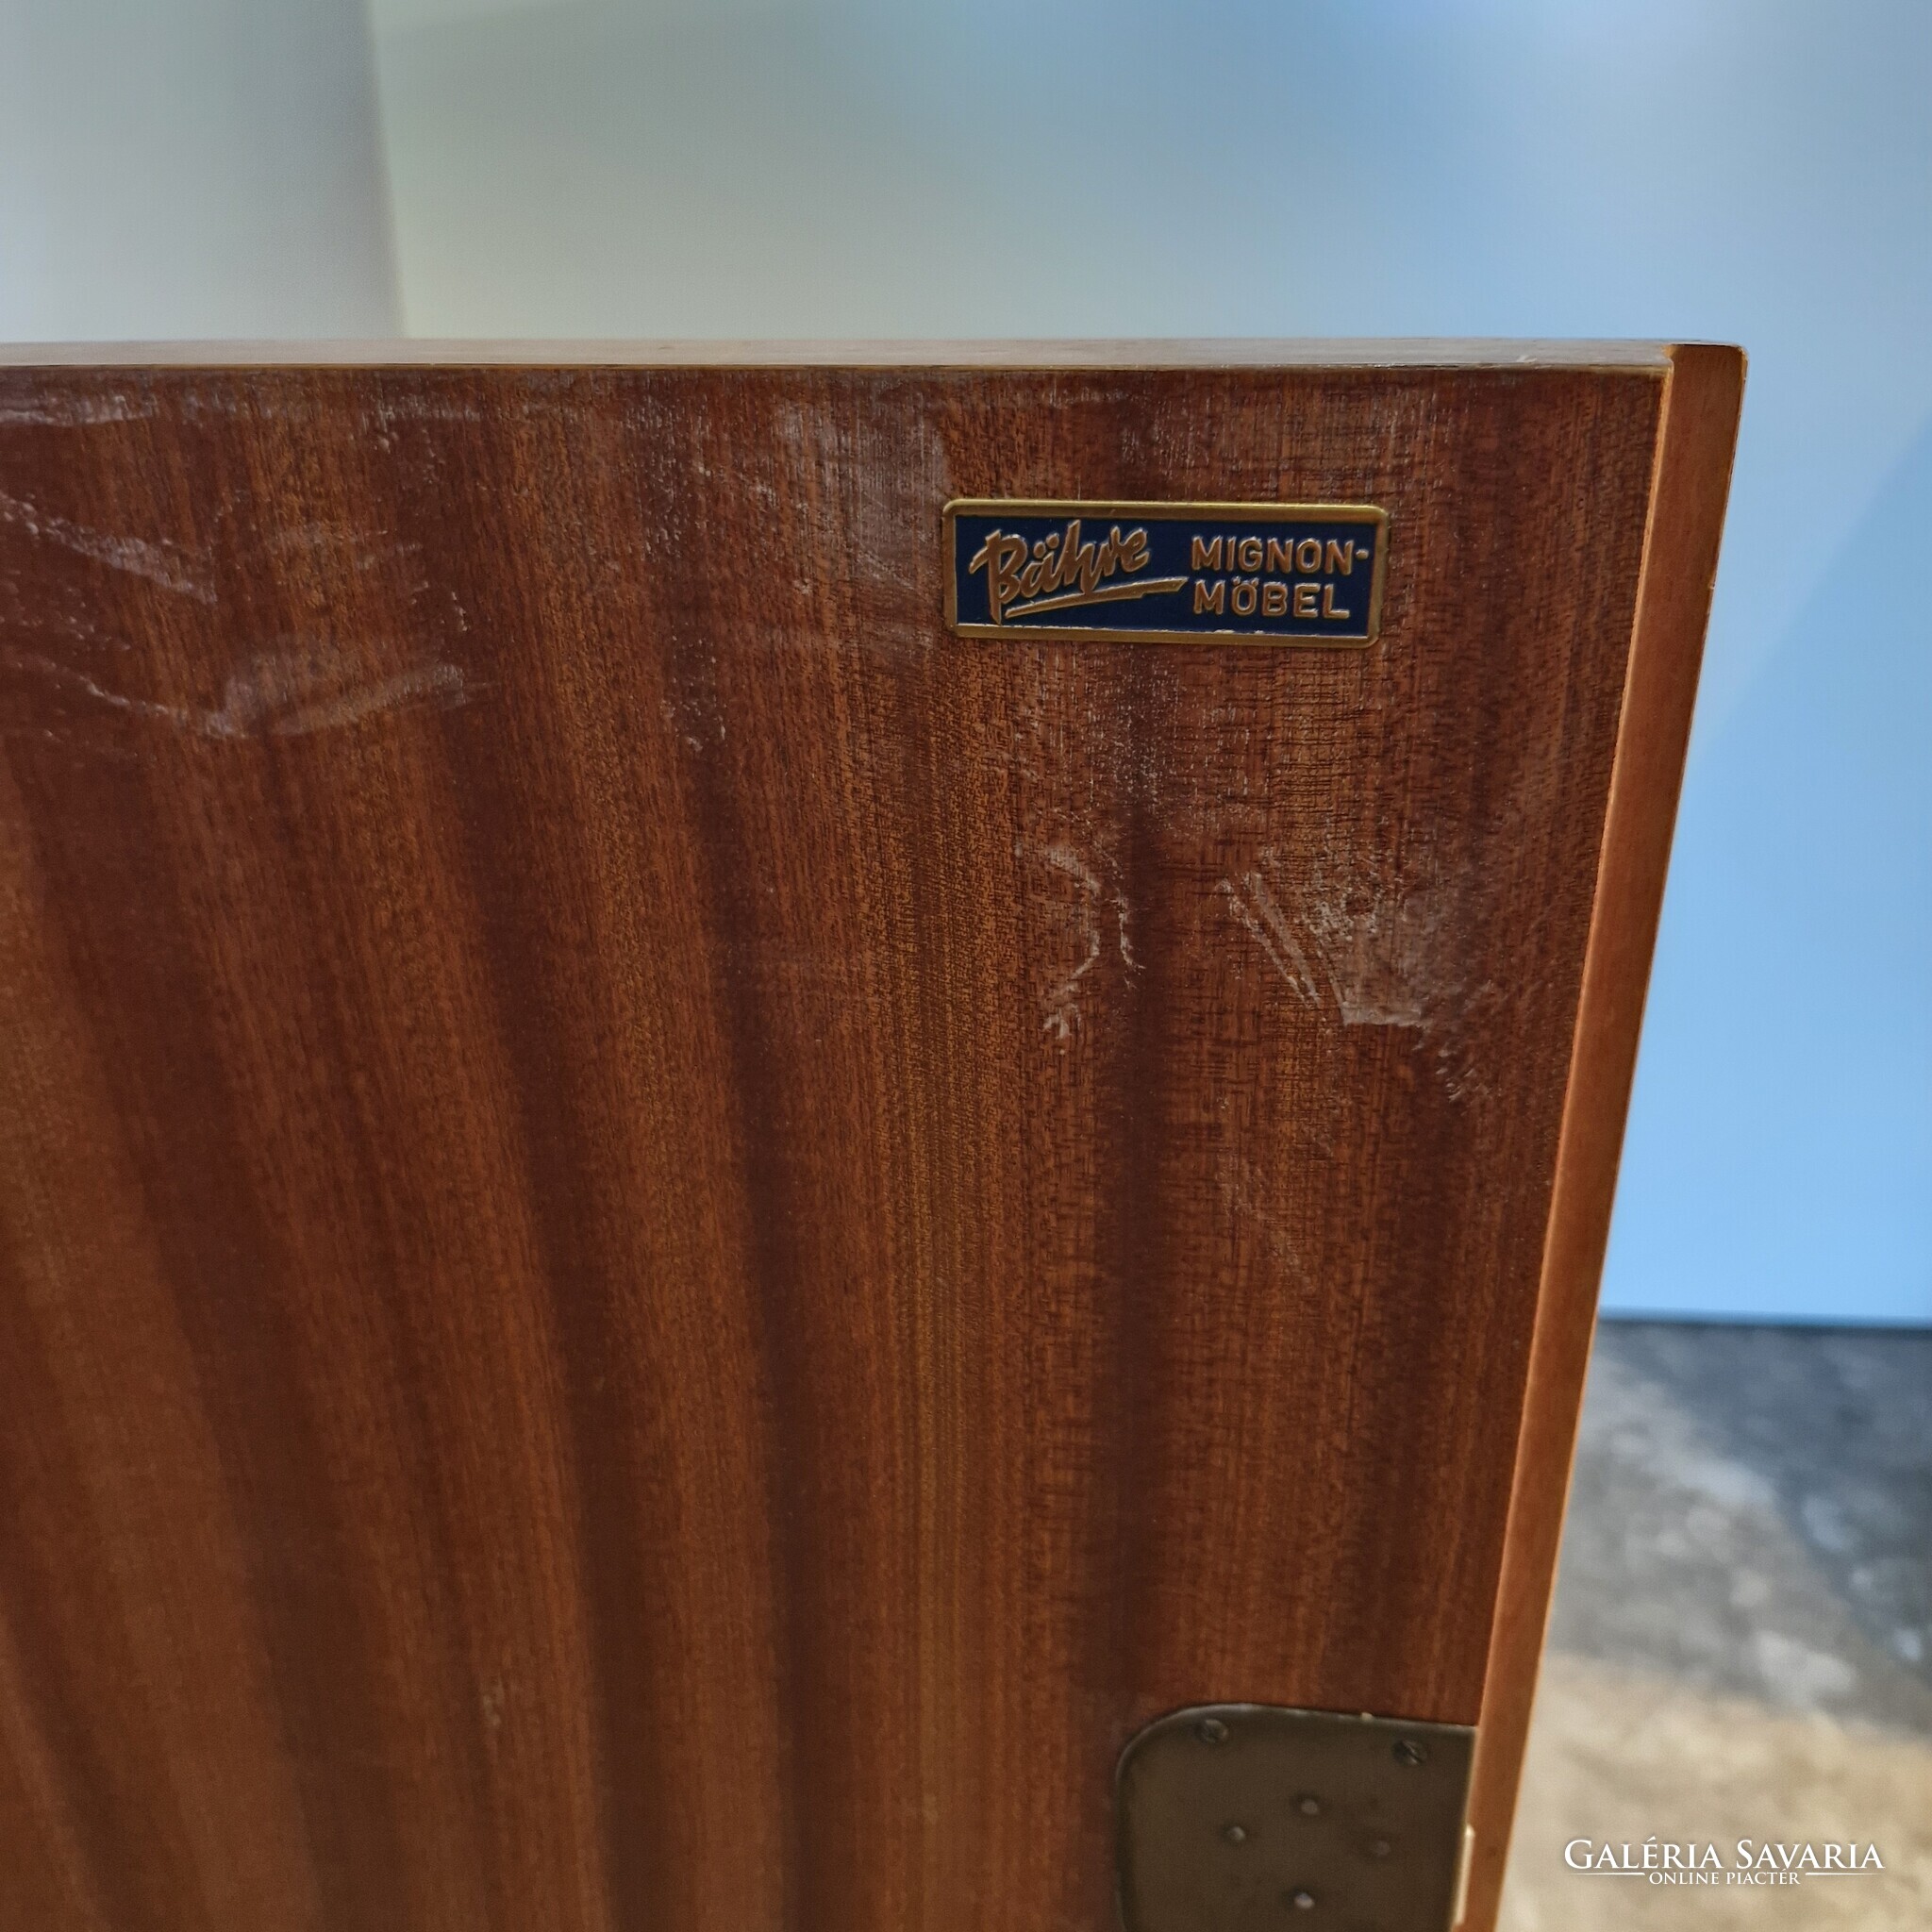 Bähre MIGNON-
MÖBEL
GALÉRIA SAVARIA
ONLINE PIACTÉR